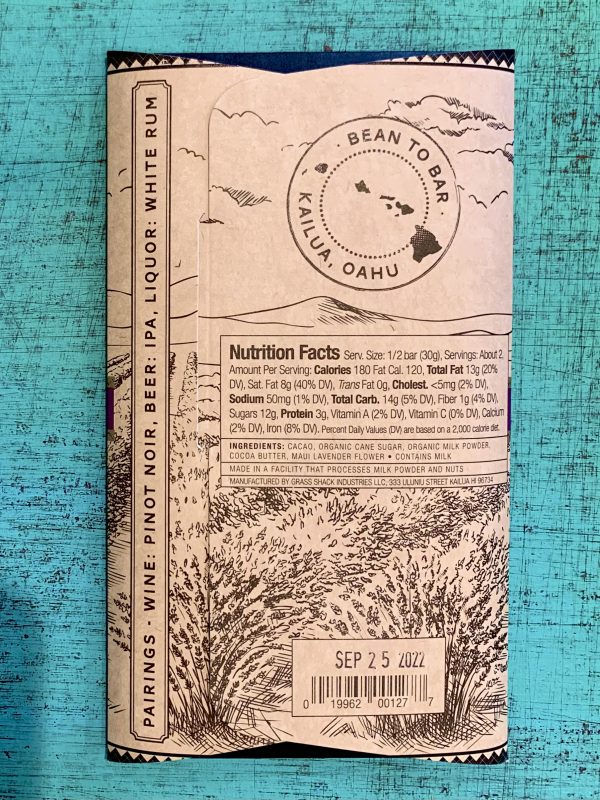 PAIRINGS - WINE: PINOT NOIR, BEER: IPA, LIQUOR: WHITE RUM
· BEAN TO BAR ·
KAILUA, OAHU
Nutrition Facts Serv. Size: 1/2 bar (30g), Servings: About 2,
Amount Per Serving: Calories 180 Fat Cal. 120, Total Fat 13g (20%
DV), Sat. Fat 8g (40% DV), Trans Fat 0g, Cholest. <5mg (2% DV),
Sodium 50mg (1% DV), Total Carb. 14g (5% DV), Fiber 1g (4% DV),
Sugars 12g, Protein 3g, Vitamin A (2% DV), Vitamin C (0% DV), Calcium
(2% DV), Iron (8% DV). Percent Daily Values (DV) are based on a 2,000 calorie diet.
INGREDIENTS: CACAO, ORGANIC CANE SUGAR, ORGANIC MILK POWDER,
COCOA BUTTER, MAUI LAVENDER FLOWER • CONTAINS MILK
MADE IN A FACILITY THAT PROCESSES MILK POWDER AND NUTS
MANUFACTURED BY GRASS SHACK INDUSTRIES LLC, 333 ULUNIU STREET KAILUA HI 96734
SEP 25 2022
0 19962 00127 7